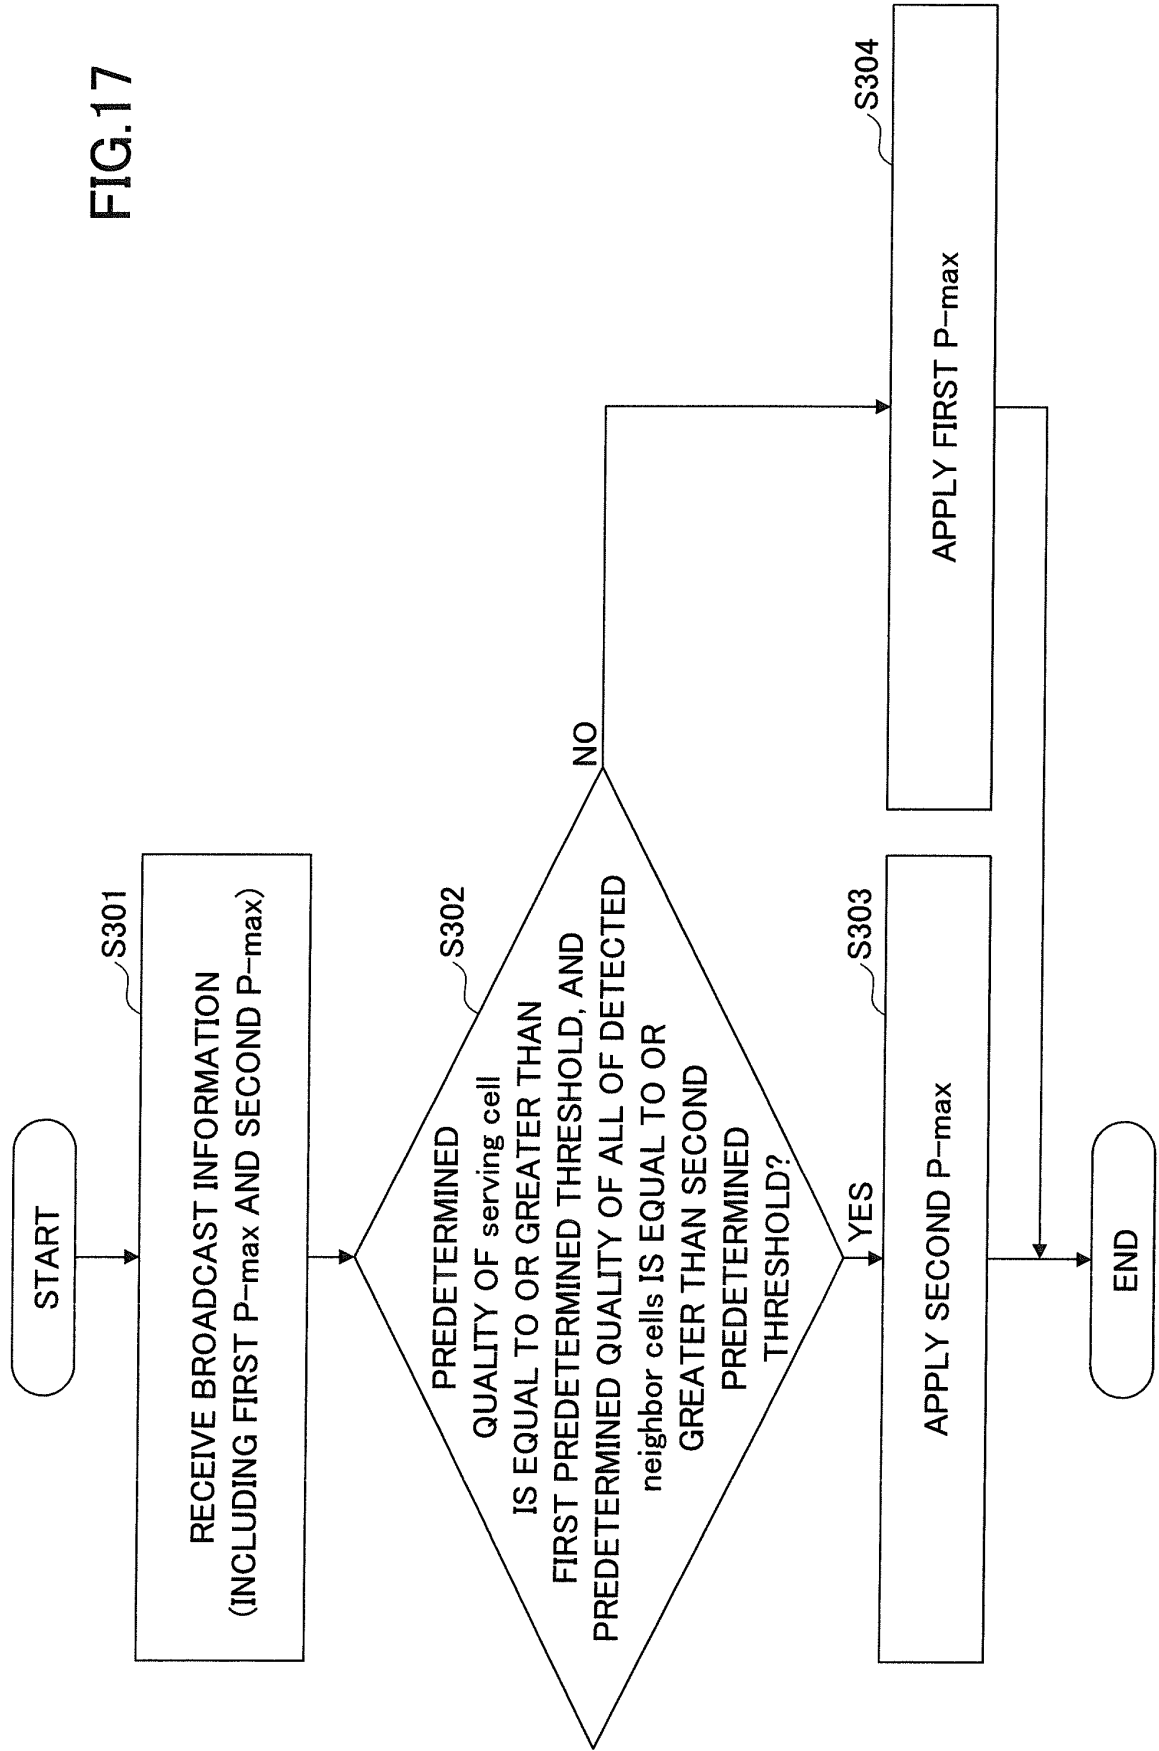 FIG.17
START
S301
RECEIVE BROADCAST INFORMATION
(INCLUDING FIRST P-max AND SECOND P-max)
S302
PREDETERMINED
QUALITY OF serving cell
IS EQUAL TO OR GREATER THAN
FIRST PREDETERMINED THRESHOLD, AND
PREDETERMINED QUALITY OF ALL OF DETECTED
neighbor cells IS EQUAL TO OR
GREATER THAN SECOND
PREDETERMINED
THRESHOLD?
NO
YES
S303
APPLY SECOND P-max
S304
APPLY FIRST P-max
END